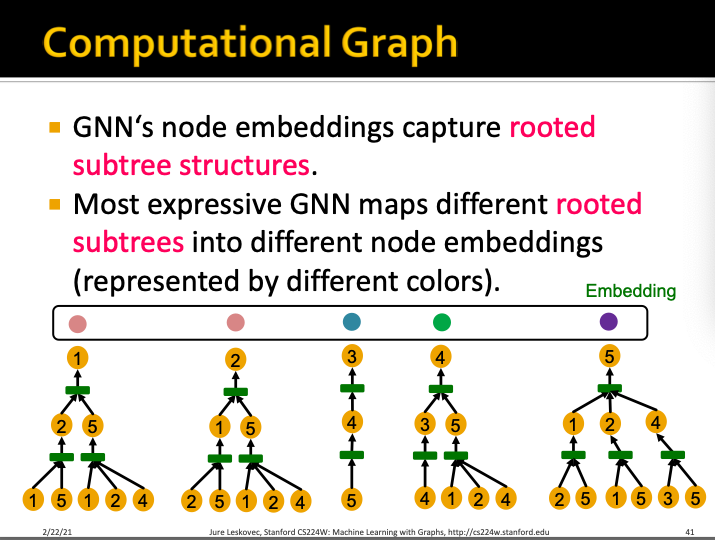 Computational Graph
GNN‘s node embeddings capture rooted
subtree structures.
Most expressive GNN maps different rooted
subtrees into different node embeddings
(represented by different colors).
Embedding
1 2 3 4 5
2 5 1 5 4 3 5 1 2 4
1 5 1 2 4 2 5 1 2 4 5 4 1 2 4 2 5 1 5 3 5
2/22/21 Jure Leskovec, Stanford CS224W: Machine Learning with Graphs, http://cs224w.stanford.edu 41